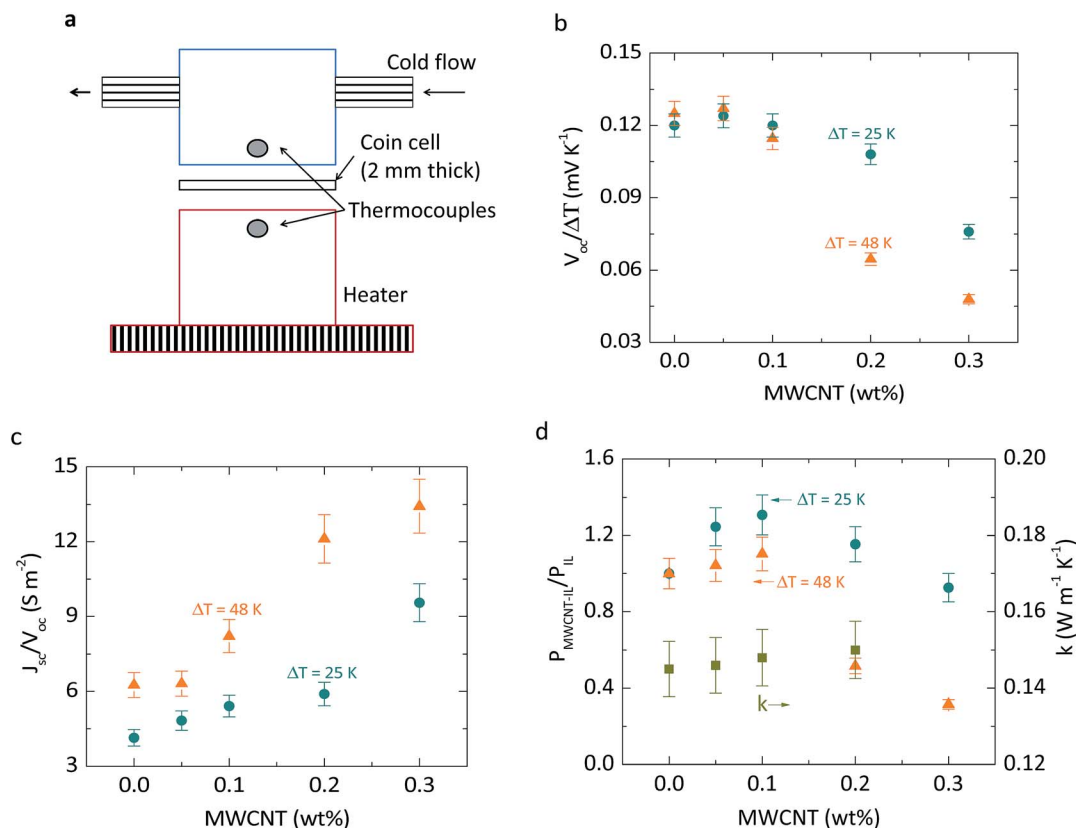 a
Cold flow
Coin cell
(2 mm thick)
Thermocouples
Heater
b
0.15
0.12
0.09
0.06
0.03
V_oc/ΔT (mV K⁻¹)
ΔT = 25 K
ΔT = 48 K
0.0 0.1 0.2 0.3
MWCNT (wt%)
c
15
12
9
6
3
J_sc/V_oc (S m⁻²)
ΔT = 48 K
ΔT = 25 K
0.0 0.1 0.2 0.3
MWCNT (wt%)
d
1.6
1.2
0.8
0.4
0.0
P_MWCNT-IL/P_IL
ΔT = 25 K
ΔT = 48 K
k
0.20
0.18
0.16
0.14
0.12
k (W m⁻¹ K⁻¹)
0.0 0.1 0.2 0.3
MWCNT (wt%)